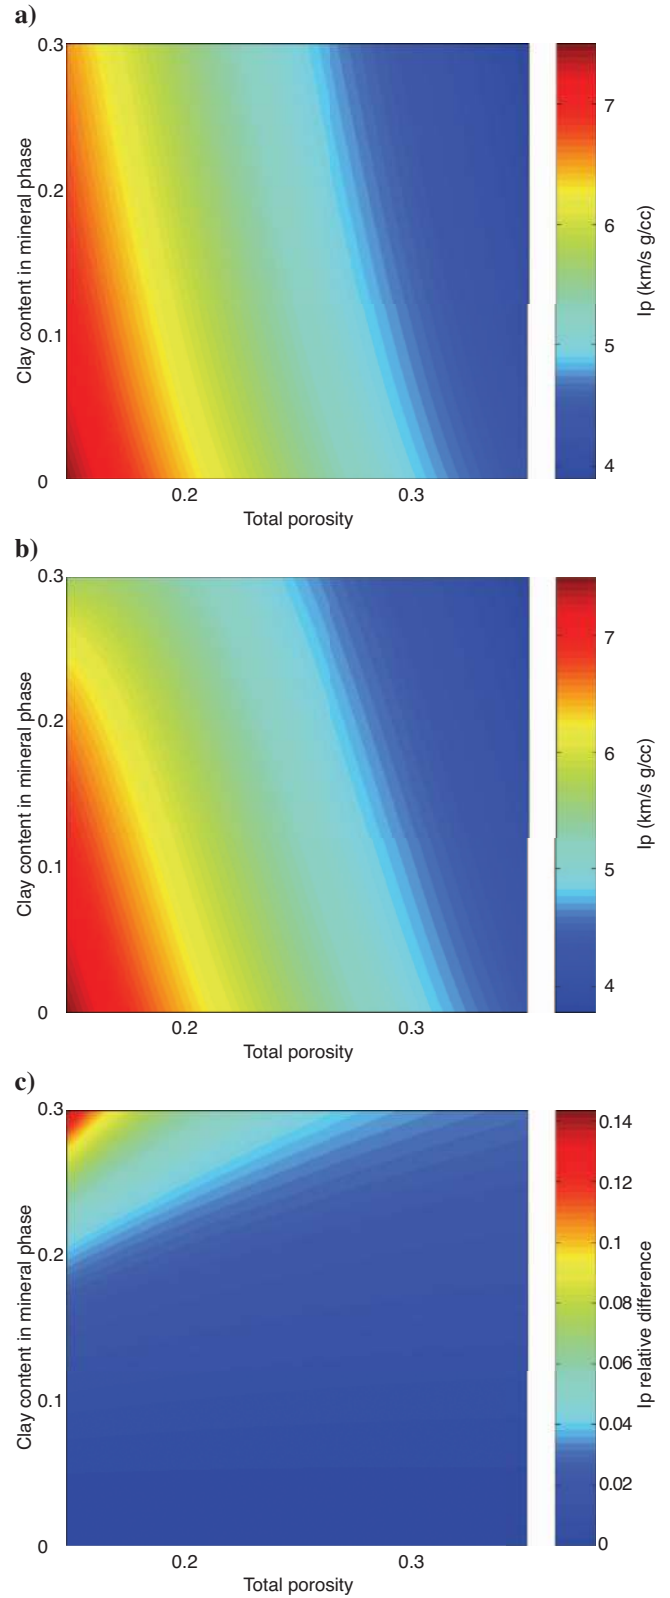 a)
0.3
0.2
0.1
0
Clay content in mineral phase
0.2
0.3
Total porosity
7
6
5
4
Ip (km/s g/cc)
b)
0.3
0.2
0.1
0
Clay content in mineral phase
0.2
0.3
Total porosity
7
6
5
4
Ip (km/s g/cc)
c)
0.3
0.2
0.1
0
Clay content in mineral phase
0.2
0.3
Total porosity
0.14
0.12
0.1
0.08
0.06
0.04
0.02
0
Ip relative difference